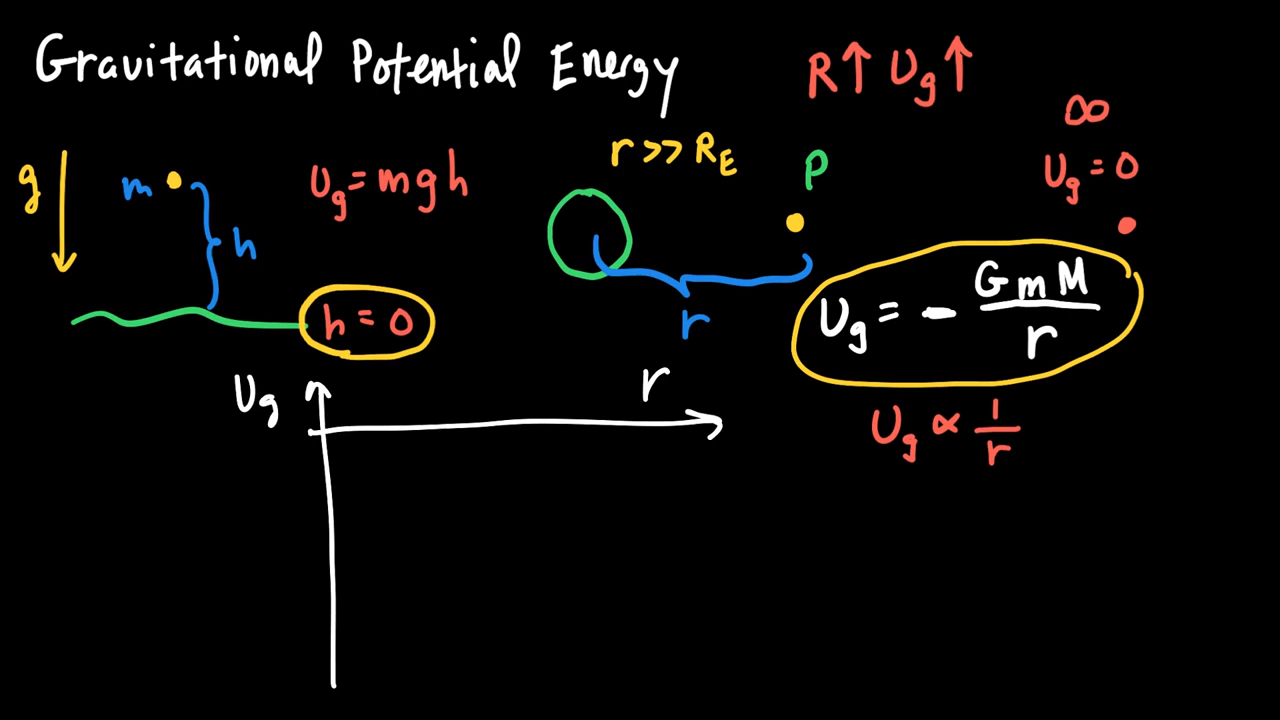 Gravitational Potential Energy
R↑ Ug↑
g
m
h
Ug = mgh
h = 0
r >> RE
P
r
∞
Ug = 0
Ug = - GmM/r
Ug ∝ 1/r
Ug
r